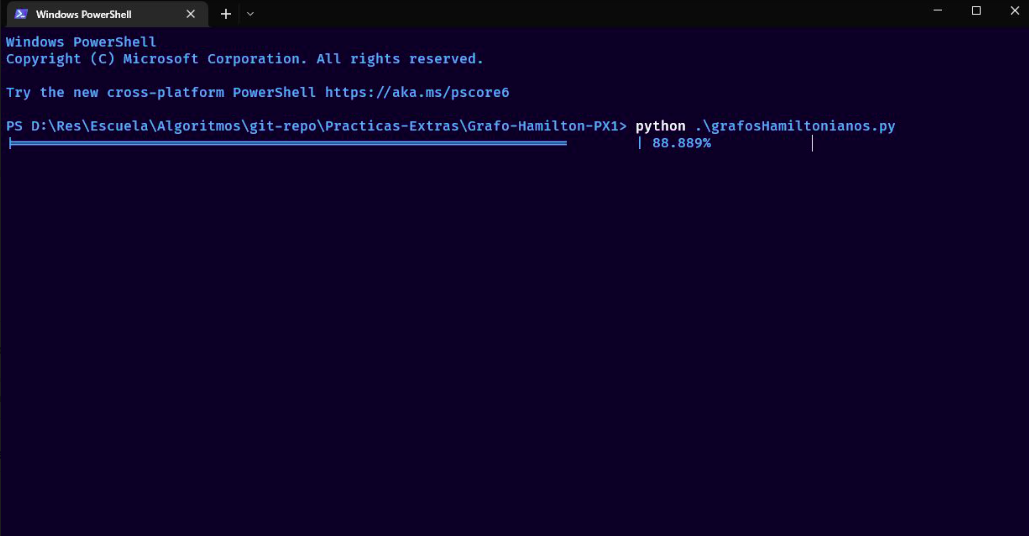 Windows PowerShell
Windows PowerShell
Copyright (C) Microsoft Corporation. All rights reserved.
Try the new cross-platform PowerShell https://aka.ms/pscore6
PS D:\Res\Escuela\Algoritmos\git-repo\Practicas-Extras\Grafo-Hamilton-PX1> python .\grafosHamiltonianos.py
| 88.889%